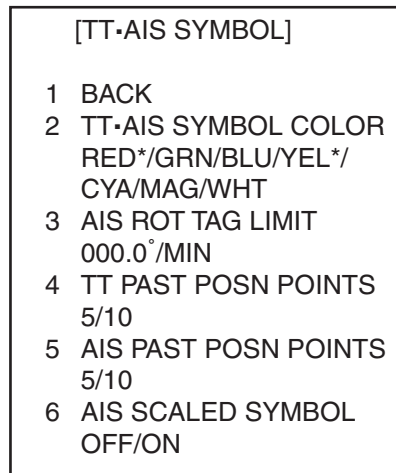 [TT▪AIS SYMBOL]
1 BACK
2 TT▪AIS SYMBOL COLOR
RED*/GRN/BLU/YEL*/
CYA/MAG/WHT
3 AIS ROT TAG LIMIT
000.0°/MIN
4 TT PAST POSN POINTS
5/10
5 AIS PAST POSN POINTS
5/10
6 AIS SCALED SYMBOL
OFF/ON